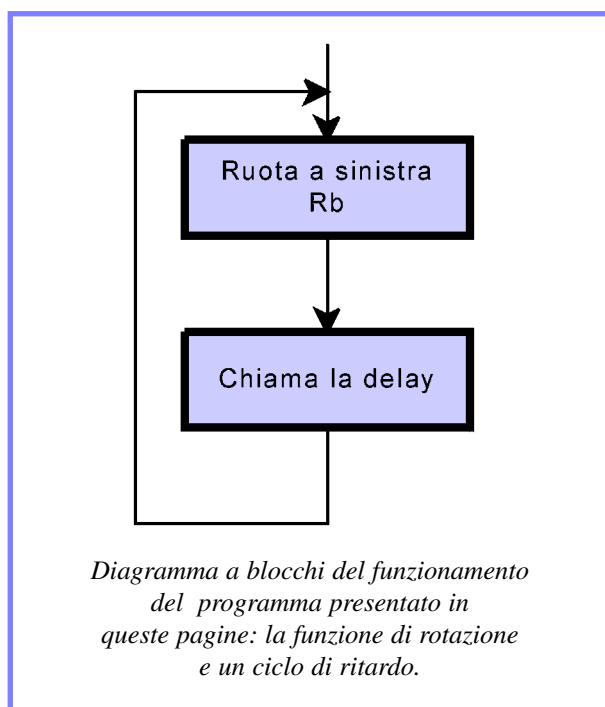 Ruota a sinistra
Rb
Chiama la delay
Diagramma a blocchi del funzionamento
del programma presentato in
queste pagine: la funzione di rotazione
e un ciclo di ritardo.